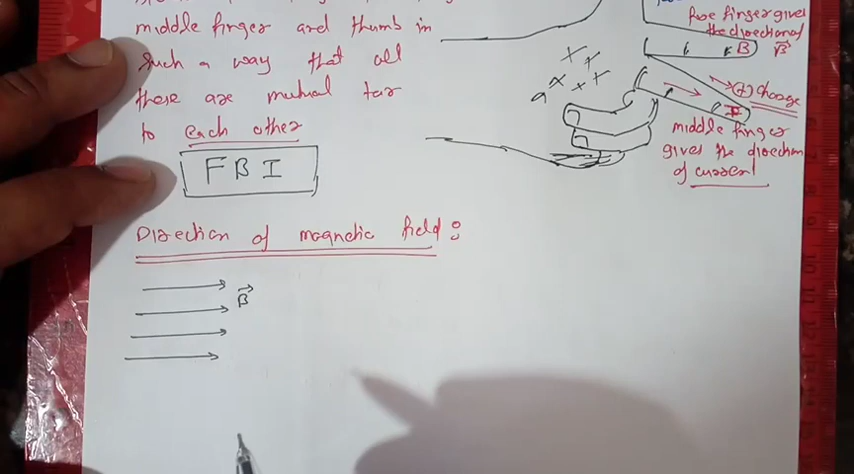 middle finger and thumb in
such a way that all
these are mutual tar
to each other
FBI
Fore finger gives
the direction of
B B
(+) charge
I
middle finger
gives the direction
of current
Direction of magnetic field :
B